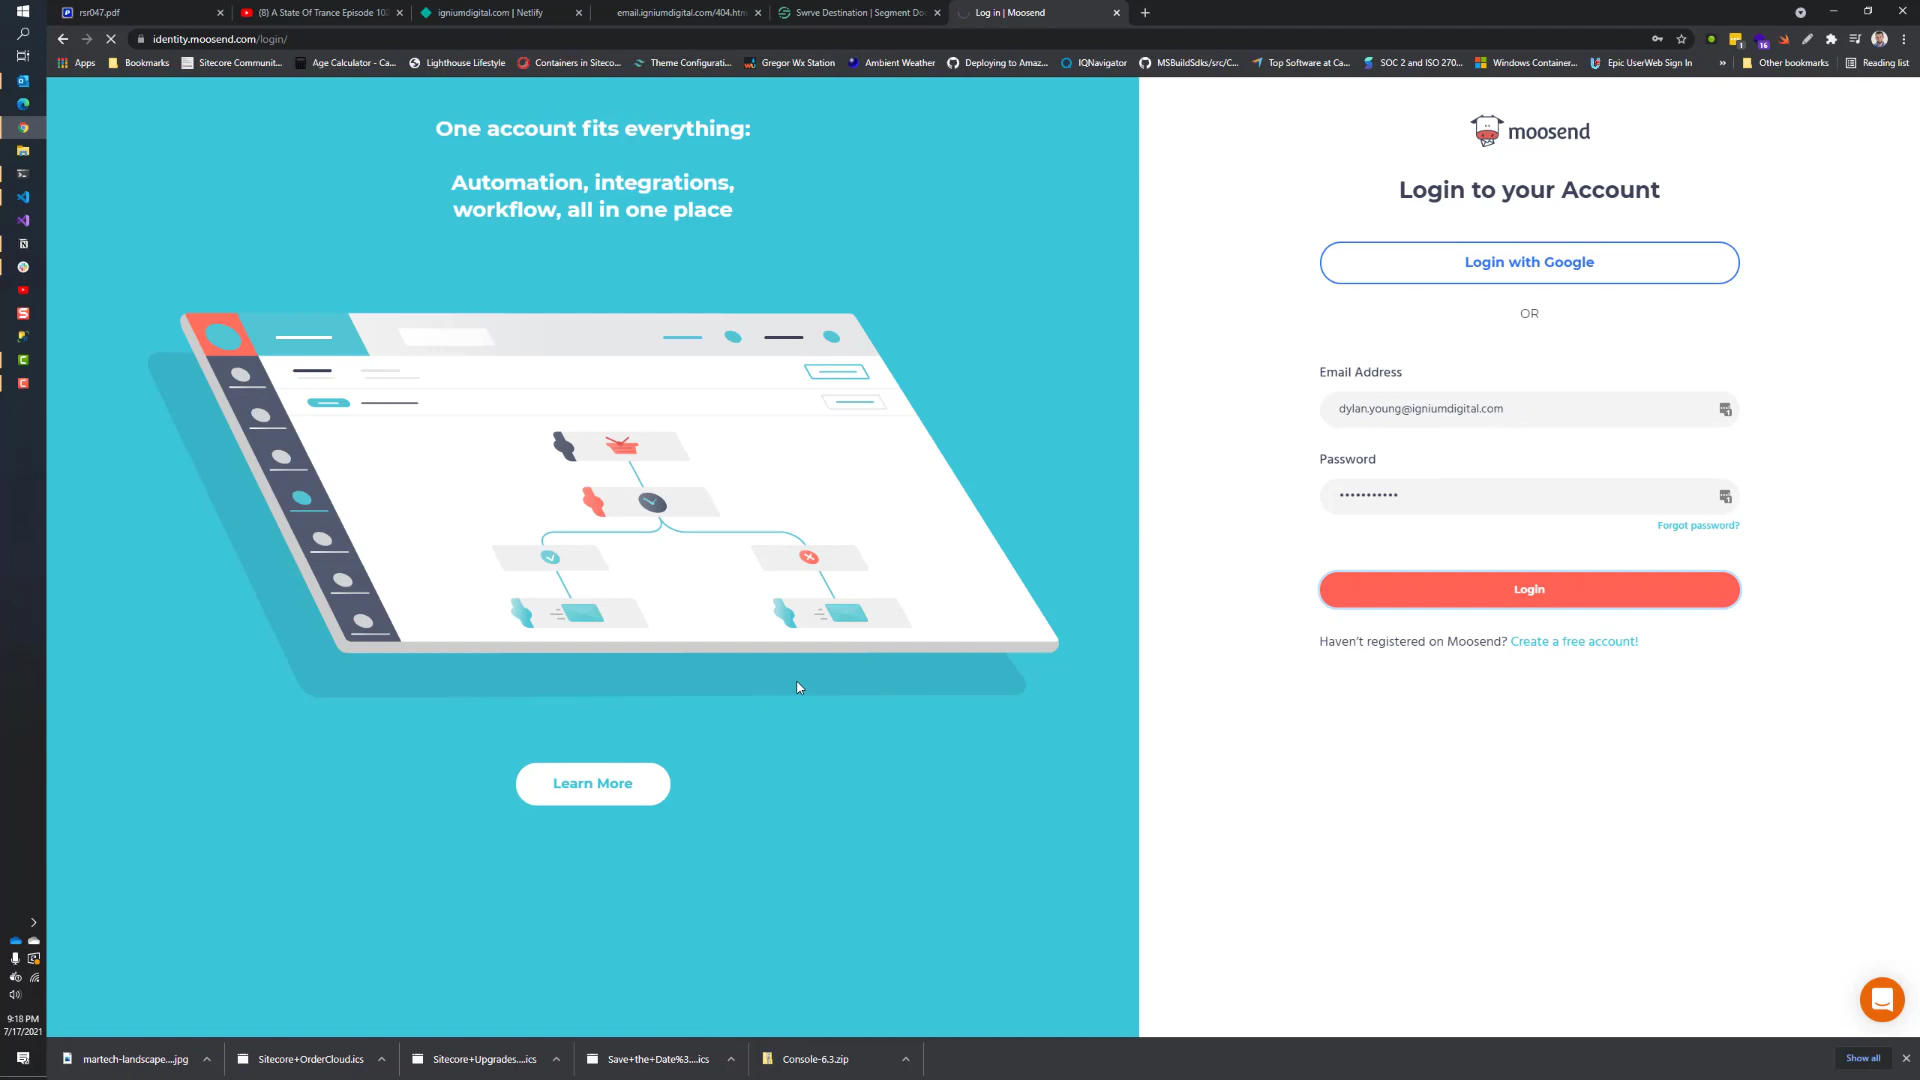 rsr047.pdf
(8) A State Of Trance Episode 102
igniumdigital.com | Netlify
email.igniumdigital.com/404.htm
Swrve Destination | Segment Do
Log in | Moosend
identity.moosend.com/login/
1
16
Apps
Bookmarks
Sitecore Communit...
Age Calculator - Ca...
Lighthouse Lifestyle
Containers in Siteco...
Theme Configurati...
Gregor Wx Station
Ambient Weather
Deploying to Amaz...
IQNavigator
MSBuildSdks/src/C...
Top Software at Ca...
SOC 2 and ISO 270...
Windows Container...
Epic UserWeb Sign In
»
Other bookmarks
Reading list
One account fits everything:
Automation, integrations,
workflow, all in one place
Learn More
moosend
Login to your Account
Login with Google
OR
Email Address
dylan.young@igniumdigital.com
Password
•••••••••••
Forgot password?
Login
Haven't registered on Moosend? Create a free account!
9:18 PM
7/17/2021
martech-landscape....jpg
Sitecore+OrderCloud.ics
Sitecore+Upgrades....ics
Save+the+Date%3....ics
Console-6.3.zip
Show all